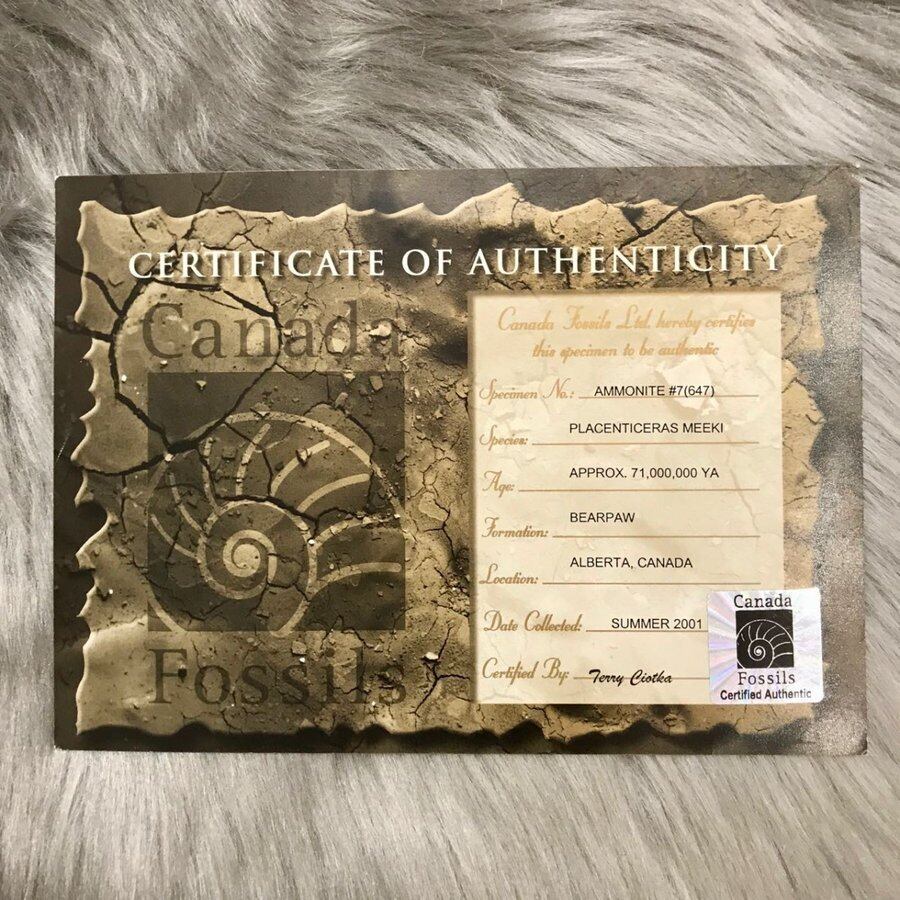 CERTIFICATE OF AUTHENTICITY
Canada
Fossils
Canada Fossils Ltd. hereby certifies
this specimen to be authentic
Specimen No.: AMMONITE #7(647)
Species: PLACENTICERAS MEEKI
Age: APPROX. 71,000,000 YA
Formation: BEARPAW
Location: ALBERTA, CANADA
Date Collected: SUMMER 2001
Certified By: Terry Ciotka
Canada
Fossils
Certified Authentic